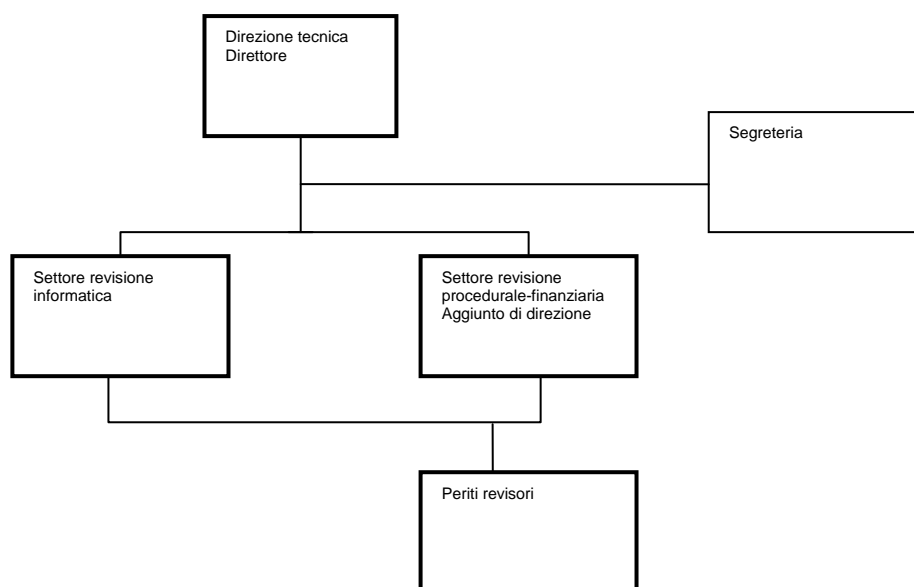 Direzione tecnica
Direttore
Segreteria
Settore revisione
informatica
Settore revisione
procedurale-finanziaria
Aggiunto di direzione
Periti revisori